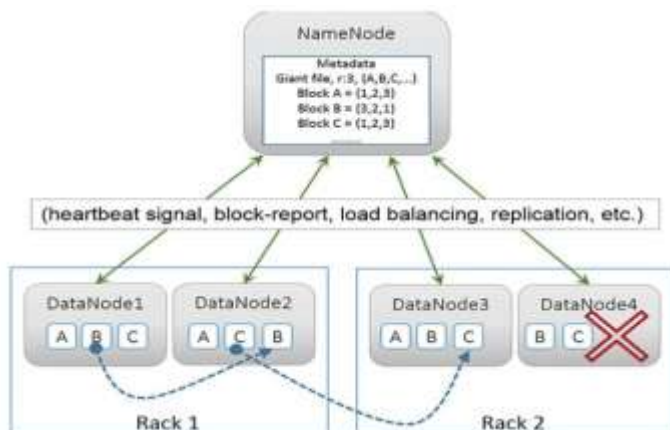 NameNode
Metadata
Giant file, r:3, (A,B,C,...)
Block A = (1,2,3)
Block B = (3,2,1)
Block C = (1,2,3)
(heartbeat signal, block-report, load balancing, replication, etc.)
DataNode1
A B C
DataNode2
A C B
DataNode3
A B C
DataNode4
B C
Rack 1
Rack 2